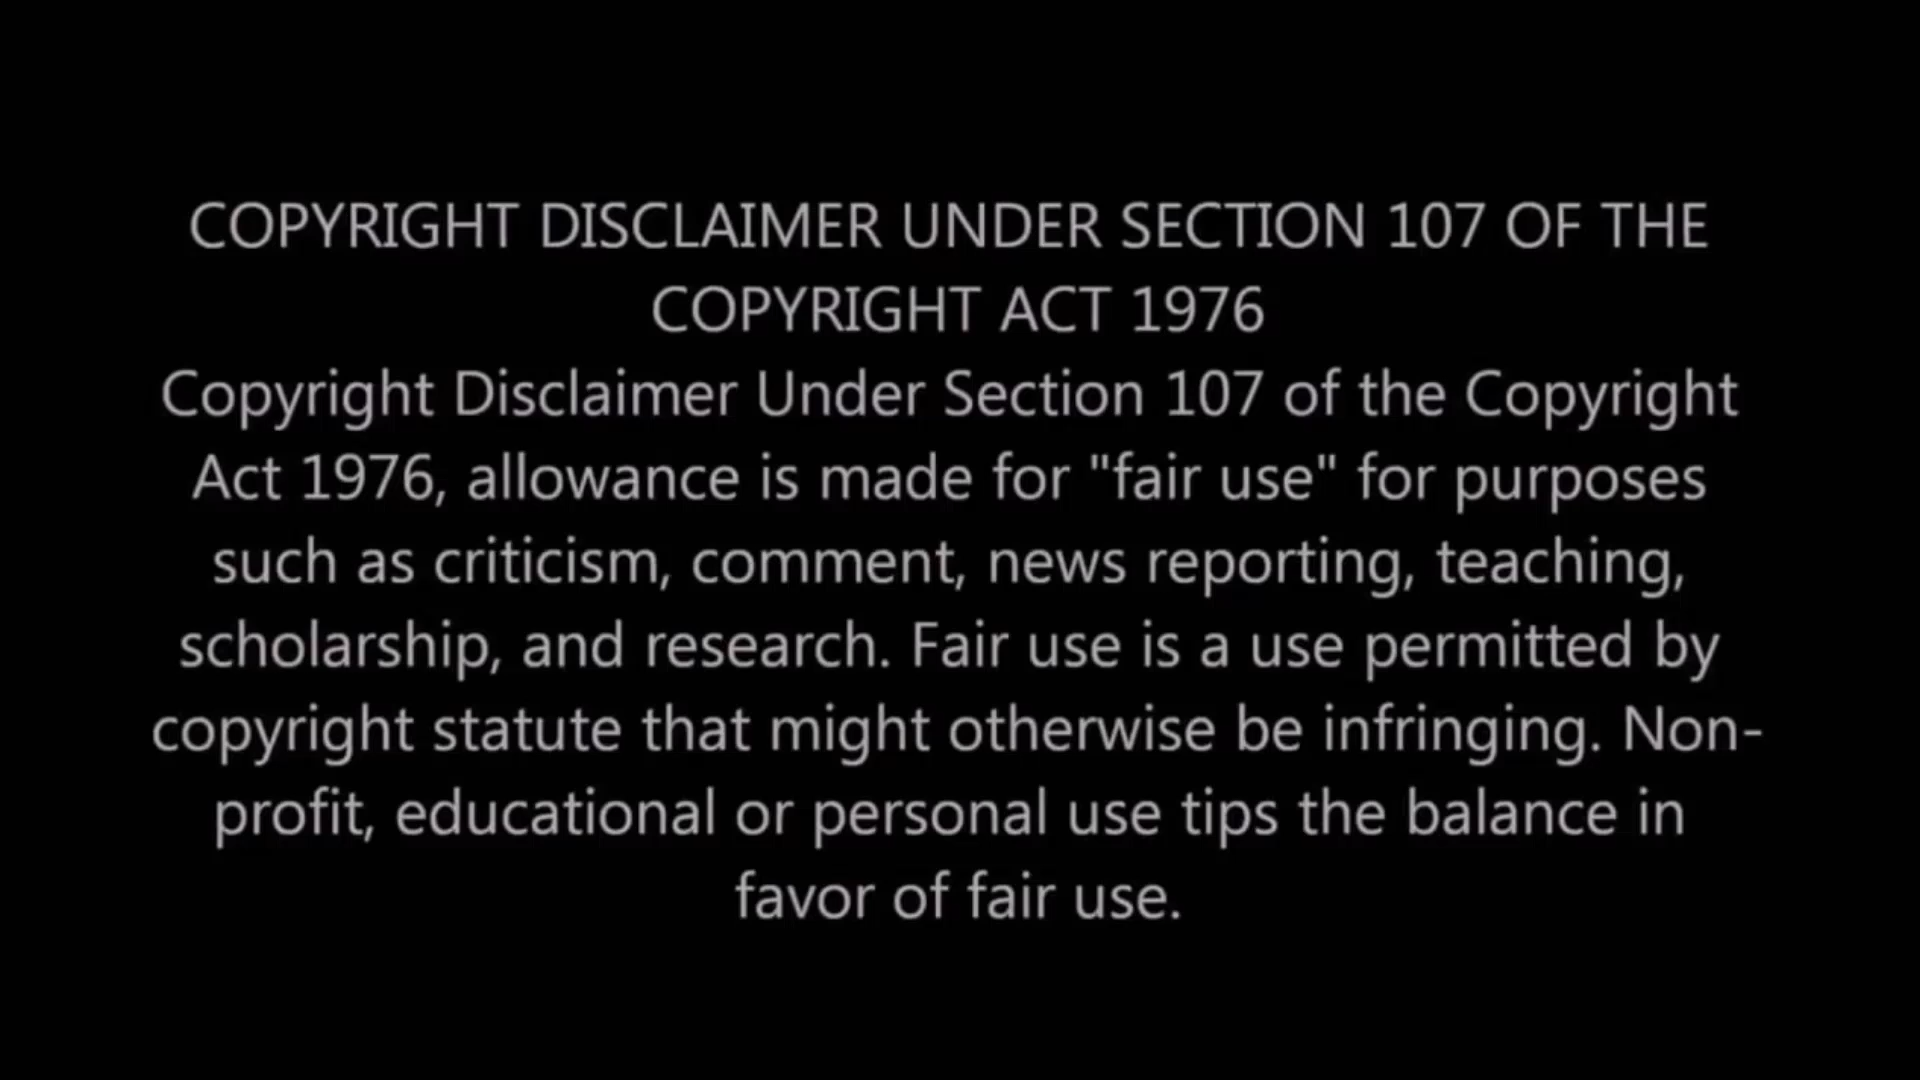 COPYRIGHT DISCLAIMER UNDER SECTION 107 OF THE
COPYRIGHT ACT 1976
Copyright Disclaimer Under Section 107 of the Copyright
Act 1976, allowance is made for "fair use" for purposes
such as criticism, comment, news reporting, teaching,
scholarship, and research. Fair use is a use permitted by
copyright statute that might otherwise be infringing. Non-
profit, educational or personal use tips the balance in
favor of fair use.